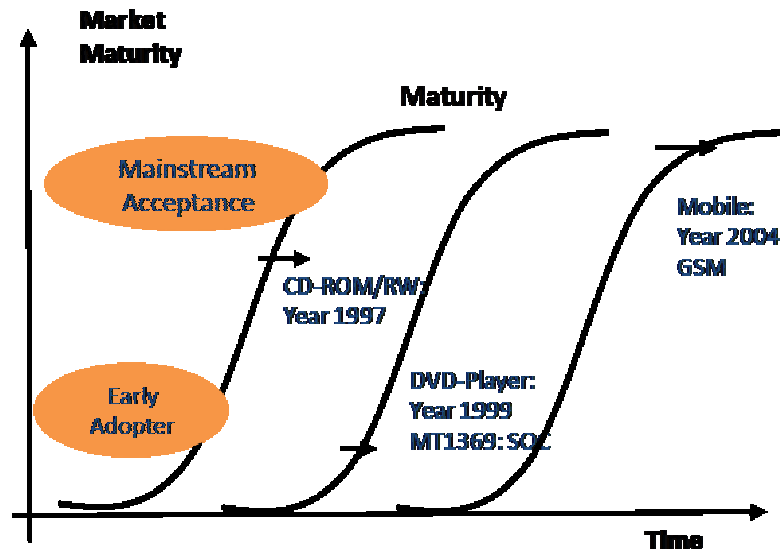 Market
Maturity
Maturity
Mainstream
Acceptance
Mobile:
Year 2004
GSM
CD-ROM/RW:
Year 1997
Early
Adopter
DVD-Player:
Year 1999
MT1369: SOC
Time